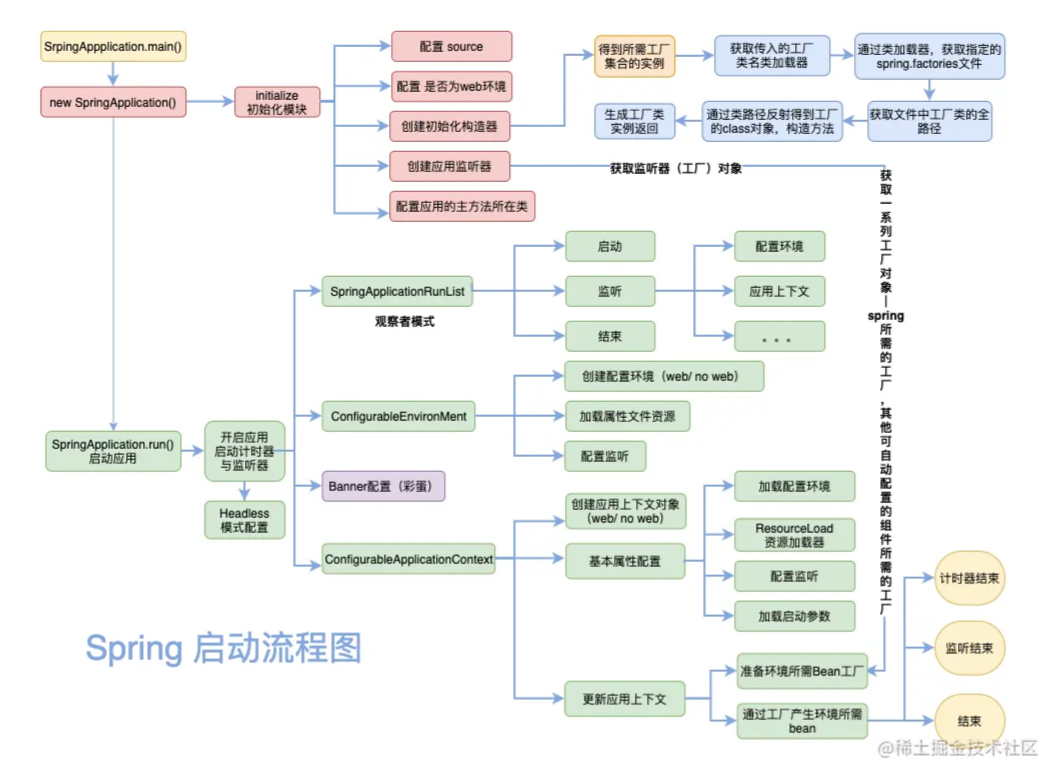 SrpingAppplication.main()
new SpringApplication()
initialize
初始化模块
配置 source
配置 是否为web环境
创建初始化构造器
创建应用监听器
配置应用的主方法所在类
得到所需工厂
集合的实例
获取传入的工厂
类名类加载器
通过类加载器，获取指定的
spring.factories文件
获取文件中工厂类的全
路径
通过类路径反射得到工厂
的class对象，构造方法
生成工厂类
实例返回
获取监听器（工厂）对象
获取一系列工厂对象—spring所需的工厂，其他可自动配置的组件所需的工厂
SpringApplication.run()
启动应用
开启应用
启动计时器
与监听器
Headless
模式配置
SpringApplicationRunList
观察者模式
启动
监听
结束
配置环境
应用上下文
。。。
ConfigurableEnvironMent
创建配置环境（web/ no web）
加载属性文件资源
配置监听
Banner配置（彩蛋）
ConfigurableApplicationContext
创建应用上下文对象
（web/ no web）
基本属性配置
加载配置环境
ResourceLoad
资源加载器
配置监听
加载启动参数
更新应用上下文
准备环境所需Bean工厂
通过工厂产生环境所需
bean
计时器结束
监听结束
结束
Spring 启动流程图
@稀土掘金技术社区